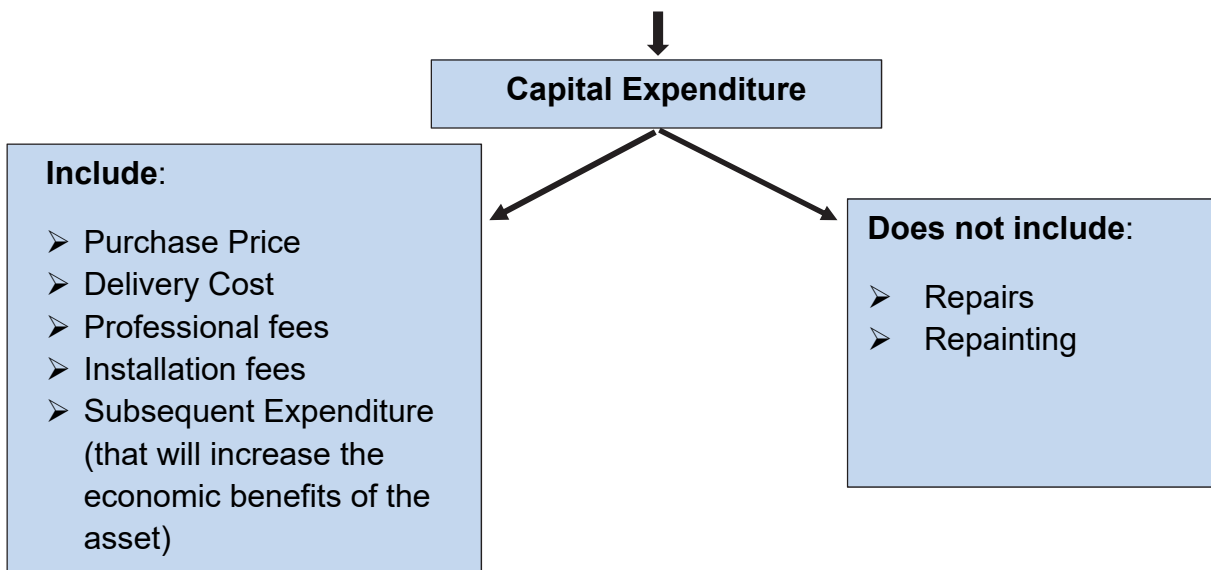 Capital Expenditure
Include:
➢ Purchase Price
➢ Delivery Cost
➢ Professional fees
➢ Installation fees
➢ Subsequent Expenditure
(that will increase the
economic benefits of the
asset)
Does not include:
➢ Repairs
➢ Repainting